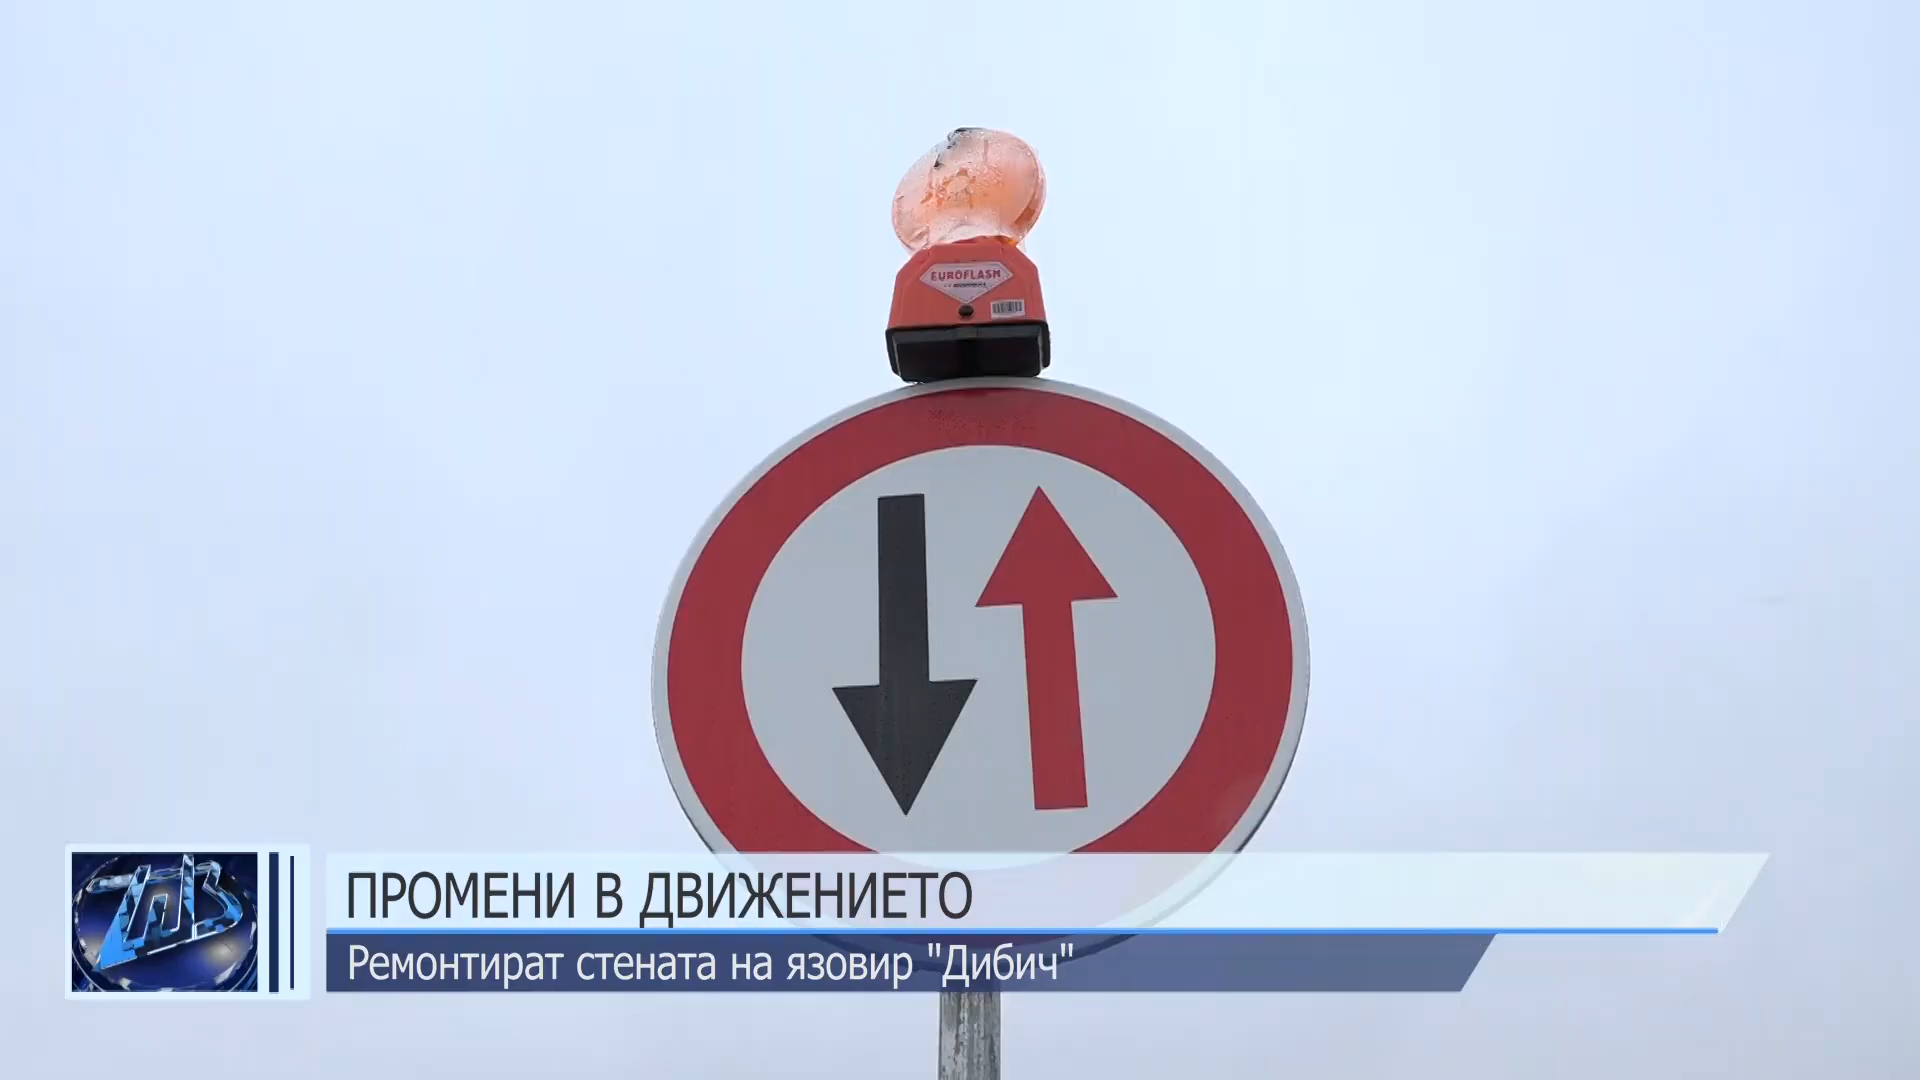 EUROFLASH
ПРОМЕНИ В ДВИЖЕНИЕТО
Ремонтират стената на язовир "Дибич"